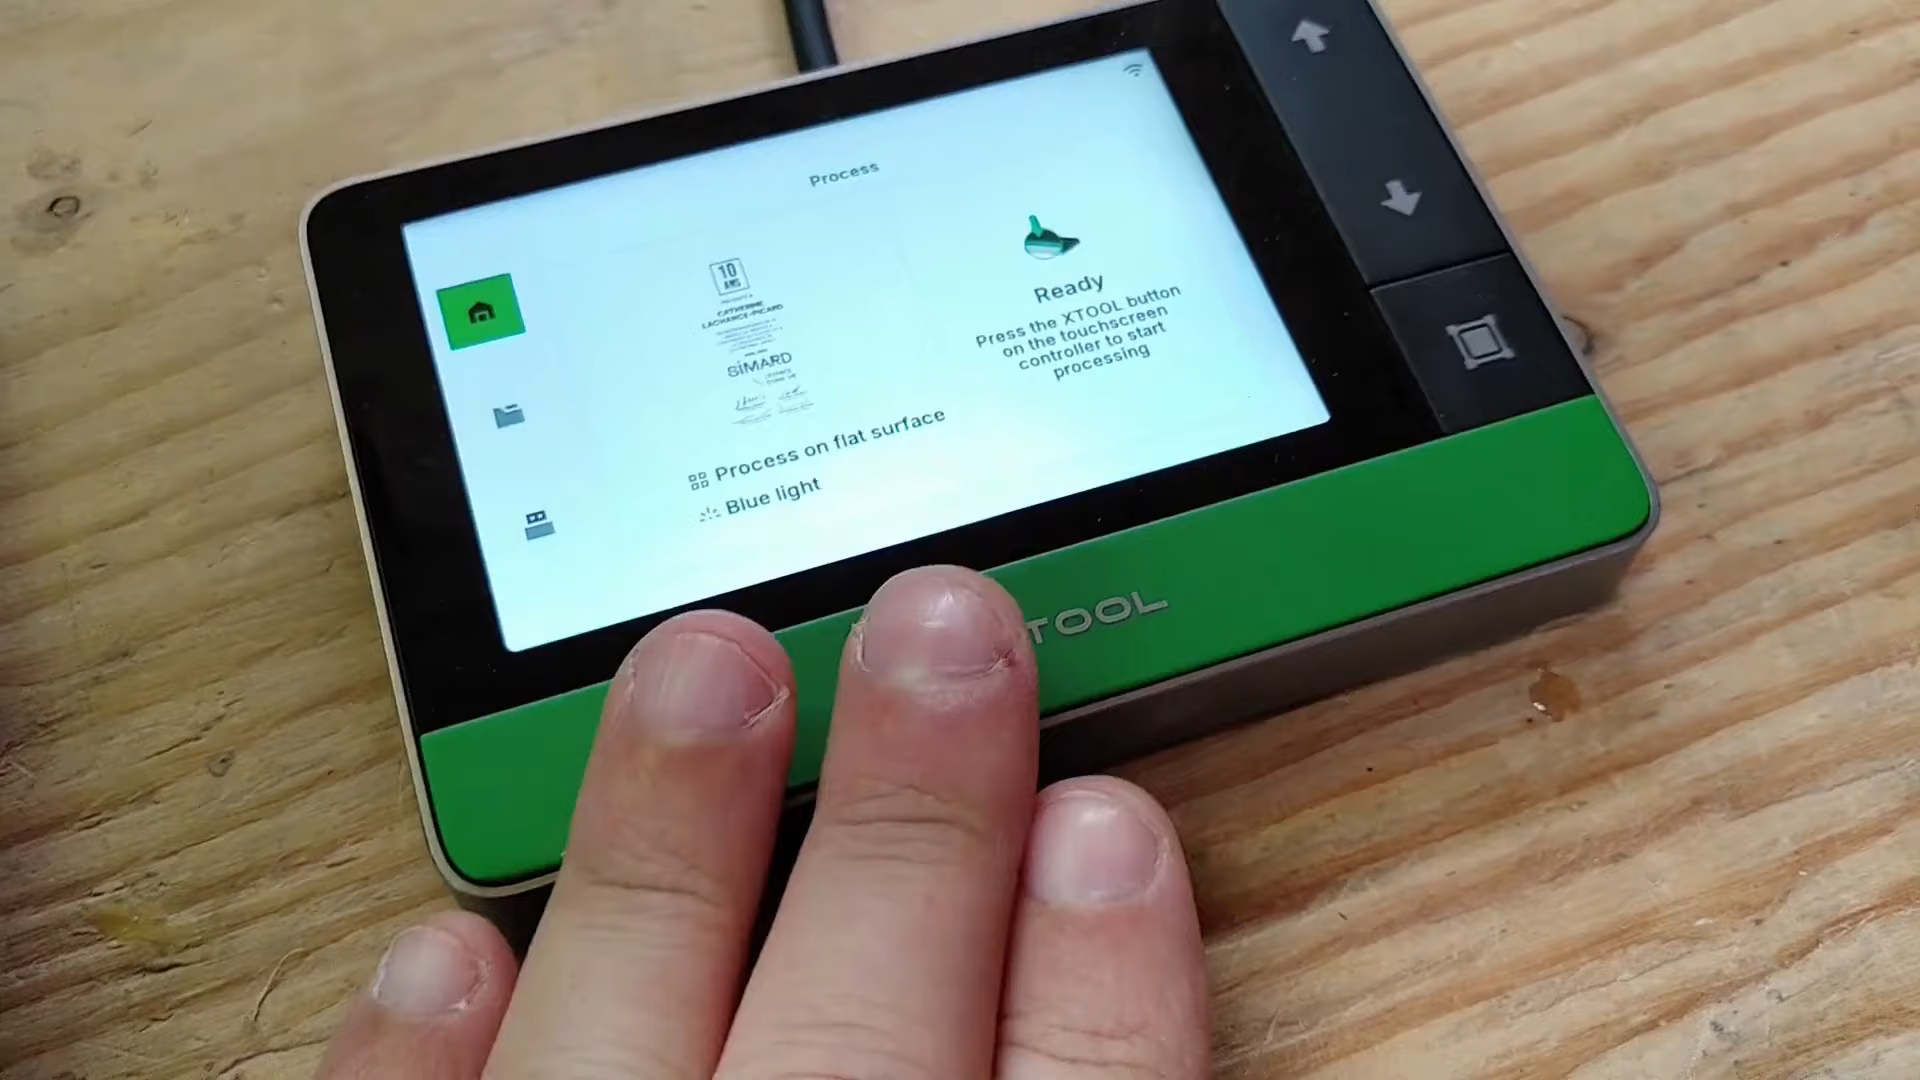 Process
10
ANS
CATHERINE
LACHANCE-PICARD
SIMARD
Process on flat surface
Blue light
Ready
Press the XTOOL button
on the touchscreen
controller to start
processing
TOOL